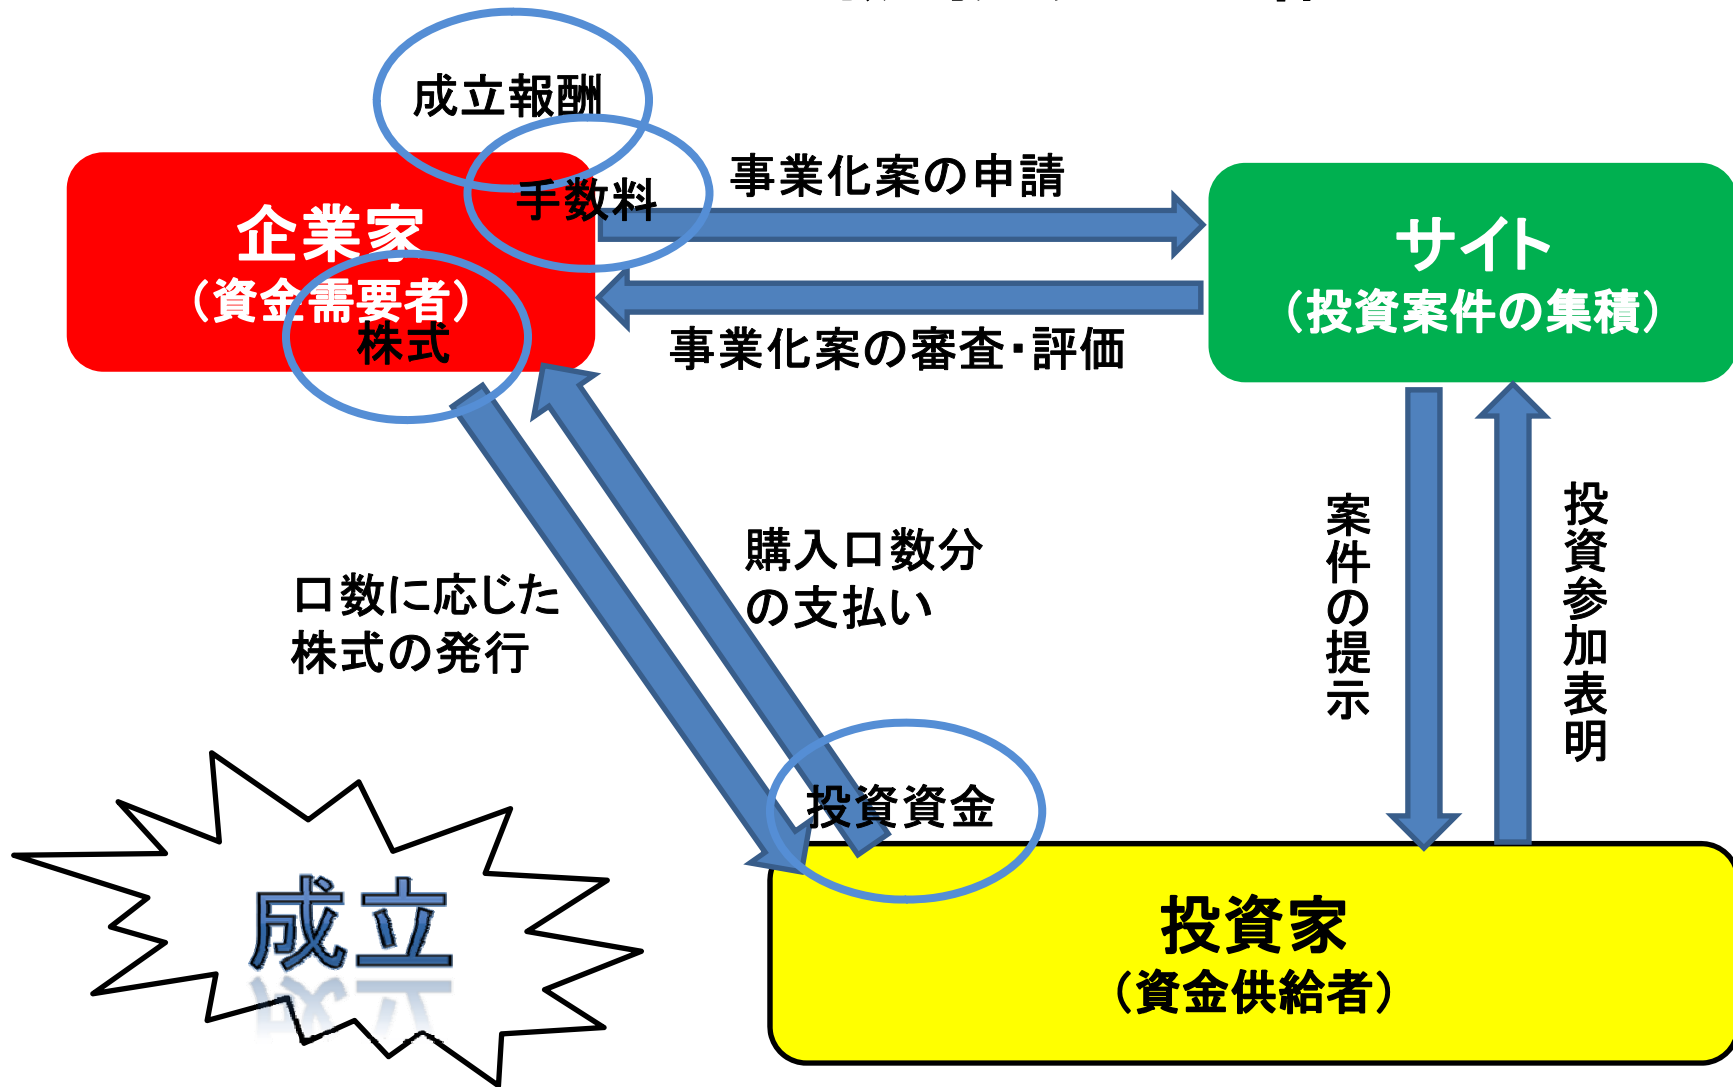 成立報酬
手数料
事業化案の申請
企業家
（資金需要者）
株式
サイト
（投資案件の集積）
事業化案の審査・評価
口数に応じた
株式の発行
購入口数分
の支払い
案件の提示
投資参加表明
投資資金
成立
投資家
（資金供給者）